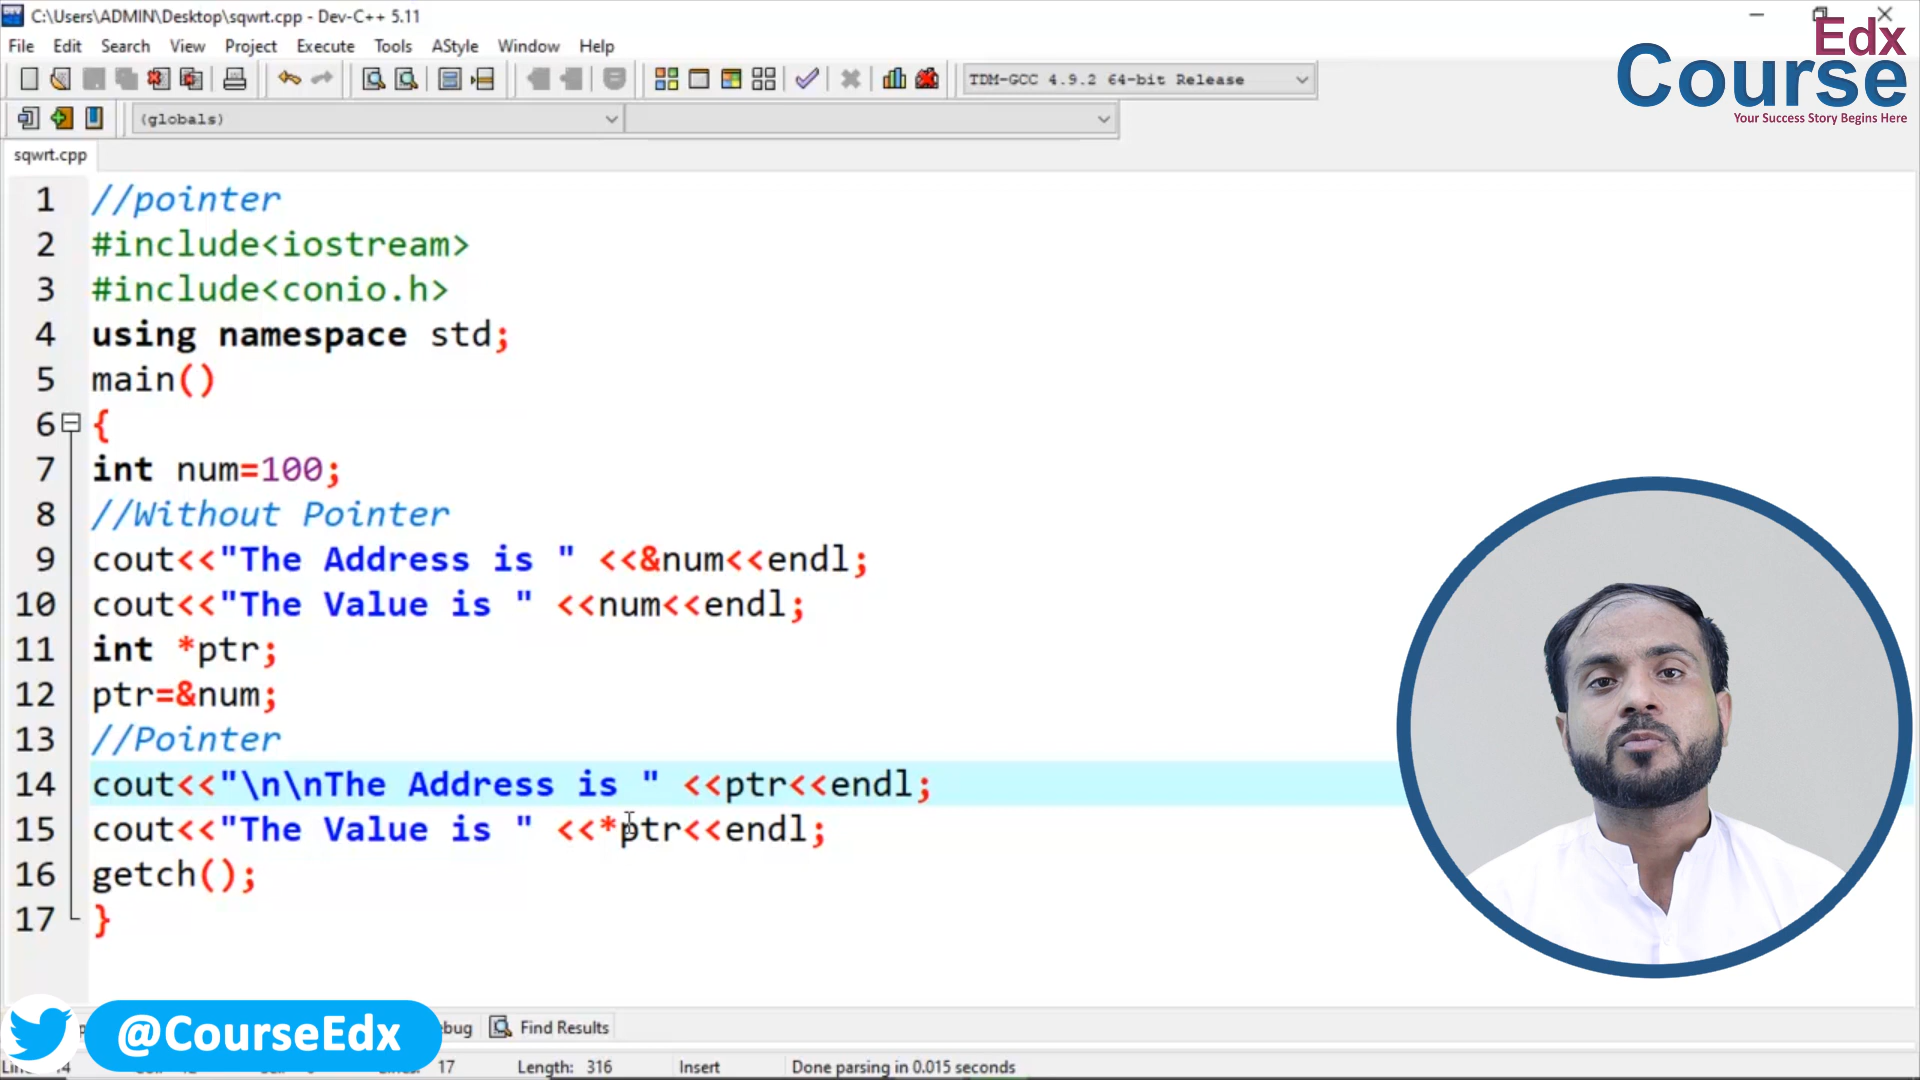 C:\Users\ADMIN\Desktop\sqwrt.cpp - Dev-C++ 5.11
File Edit Search View Project Execute Tools AStyle Window Help
Edx
Course
Your Success Story Begins Here
TDM-GCC 4.9.2 64-bit Release
(globals)
sqwrt.cpp
1 //pointer
2 #include<iostream>
3 #include<conio.h>
4 using namespace std;
5 main()
6 {
7 int num=100;
8 //Without Pointer
9 cout<<"The Address is " <<&num<<endl;
10 cout<<"The Value is " <<num<<endl;
11 int *ptr;
12 ptr=&num;
13 //Pointer
14 cout<<"\n\nThe Address is " <<ptr<<endl;
15 cout<<"The Value is " <<*ptr<<endl;
16 getch();
17 }
@CourseEdx
Find Results
17 Length: 316 Insert Done parsing in 0.015 seconds